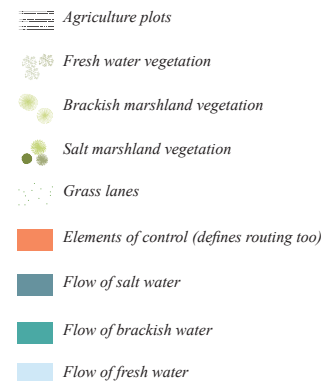 Agriculture plots
Fresh water vegetation
Brackish marshland vegetation
Salt marshland vegetation
Grass lanes
Elements of control (defines routing too)
Flow of salt water
Flow of brackish water
Flow of fresh water